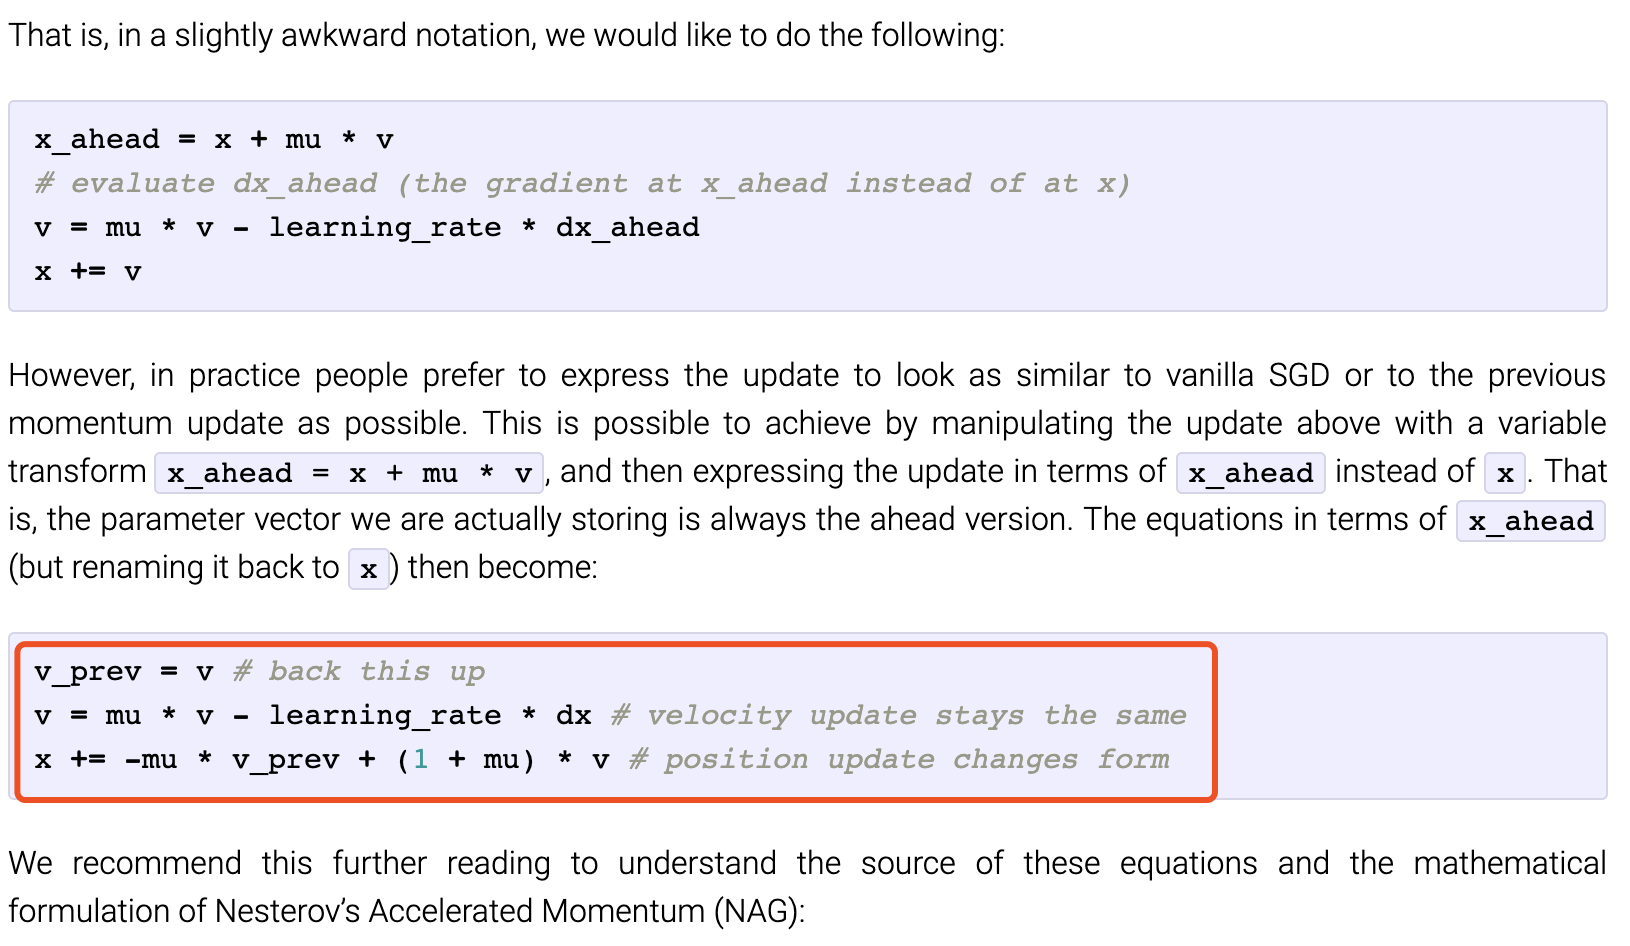 That is, in a slightly awkward notation, we would like to do the following:
x_ahead = x + mu * v
# evaluate dx_ahead (the gradient at x_ahead instead of at x)
v = mu * v - learning_rate * dx_ahead
x += v
However, in practice people prefer to express the update to look as similar to vanilla SGD or to the previous
momentum update as possible. This is possible to achieve by manipulating the update above with a variable
transform x_ahead = x + mu * v, and then expressing the update in terms of x_ahead instead of x. That
is, the parameter vector we are actually storing is always the ahead version. The equations in terms of x_ahead
(but renaming it back to x) then become:
v_prev = v # back this up
v = mu * v - learning_rate * dx # velocity update stays the same
x += -mu * v_prev + (1 + mu) * v # position update changes form
We recommend this further reading to understand the source of these equations and the mathematical
formulation of Nesterov’s Accelerated Momentum (NAG):